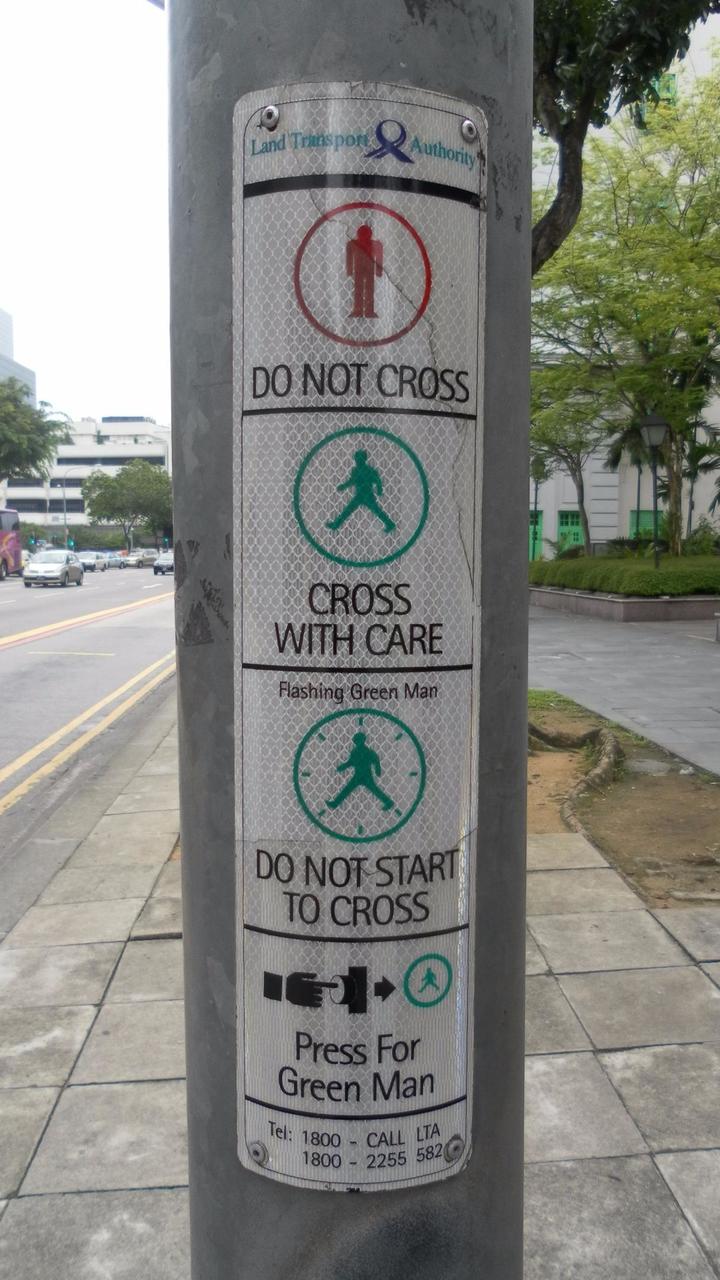 Land Transport Authority
DO NOT CROSS
CROSS
WITH CARE
Flashing Green Man
DO NOT START
TO CROSS
Press For
Green Man
Tel: 1800 - CALL LTA
1800 - 2255 582